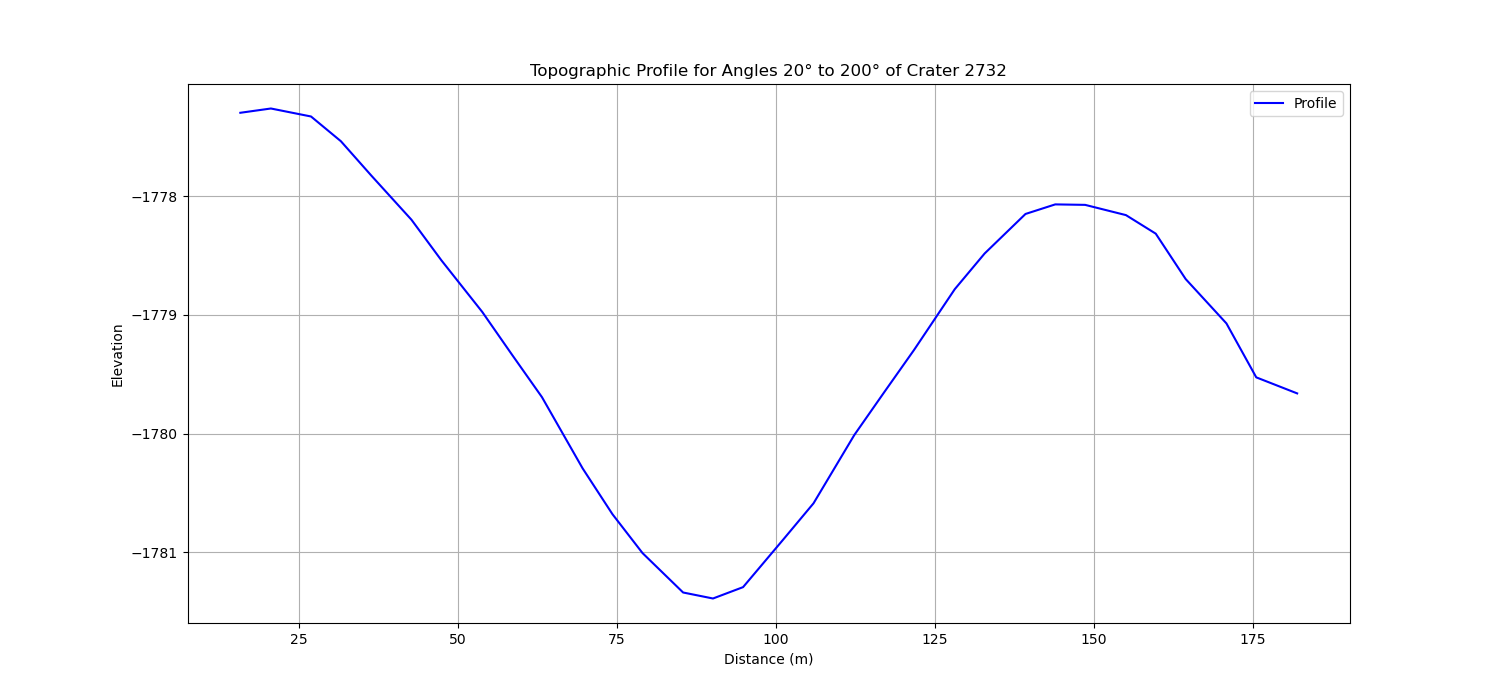 Topographic Profile for Angles 20° to 200° of Crater 2732
Profile
−1778
−1779
−1780
−1781
Elevation
25 50 75 100 125 150 175
Distance (m)